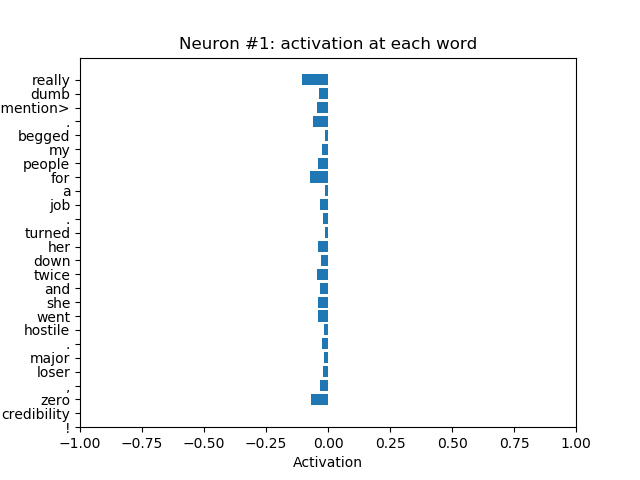 Neuron #1: activation at each word
really
dumb
mention>
.
begged
my
people
for
a
job
.
turned
her
down
twice
and
she
went
hostile
.
major
loser
,
zero
credibility
!
−1.00 −0.75 −0.50 −0.25 0.00 0.25 0.50 0.75 1.00
Activation